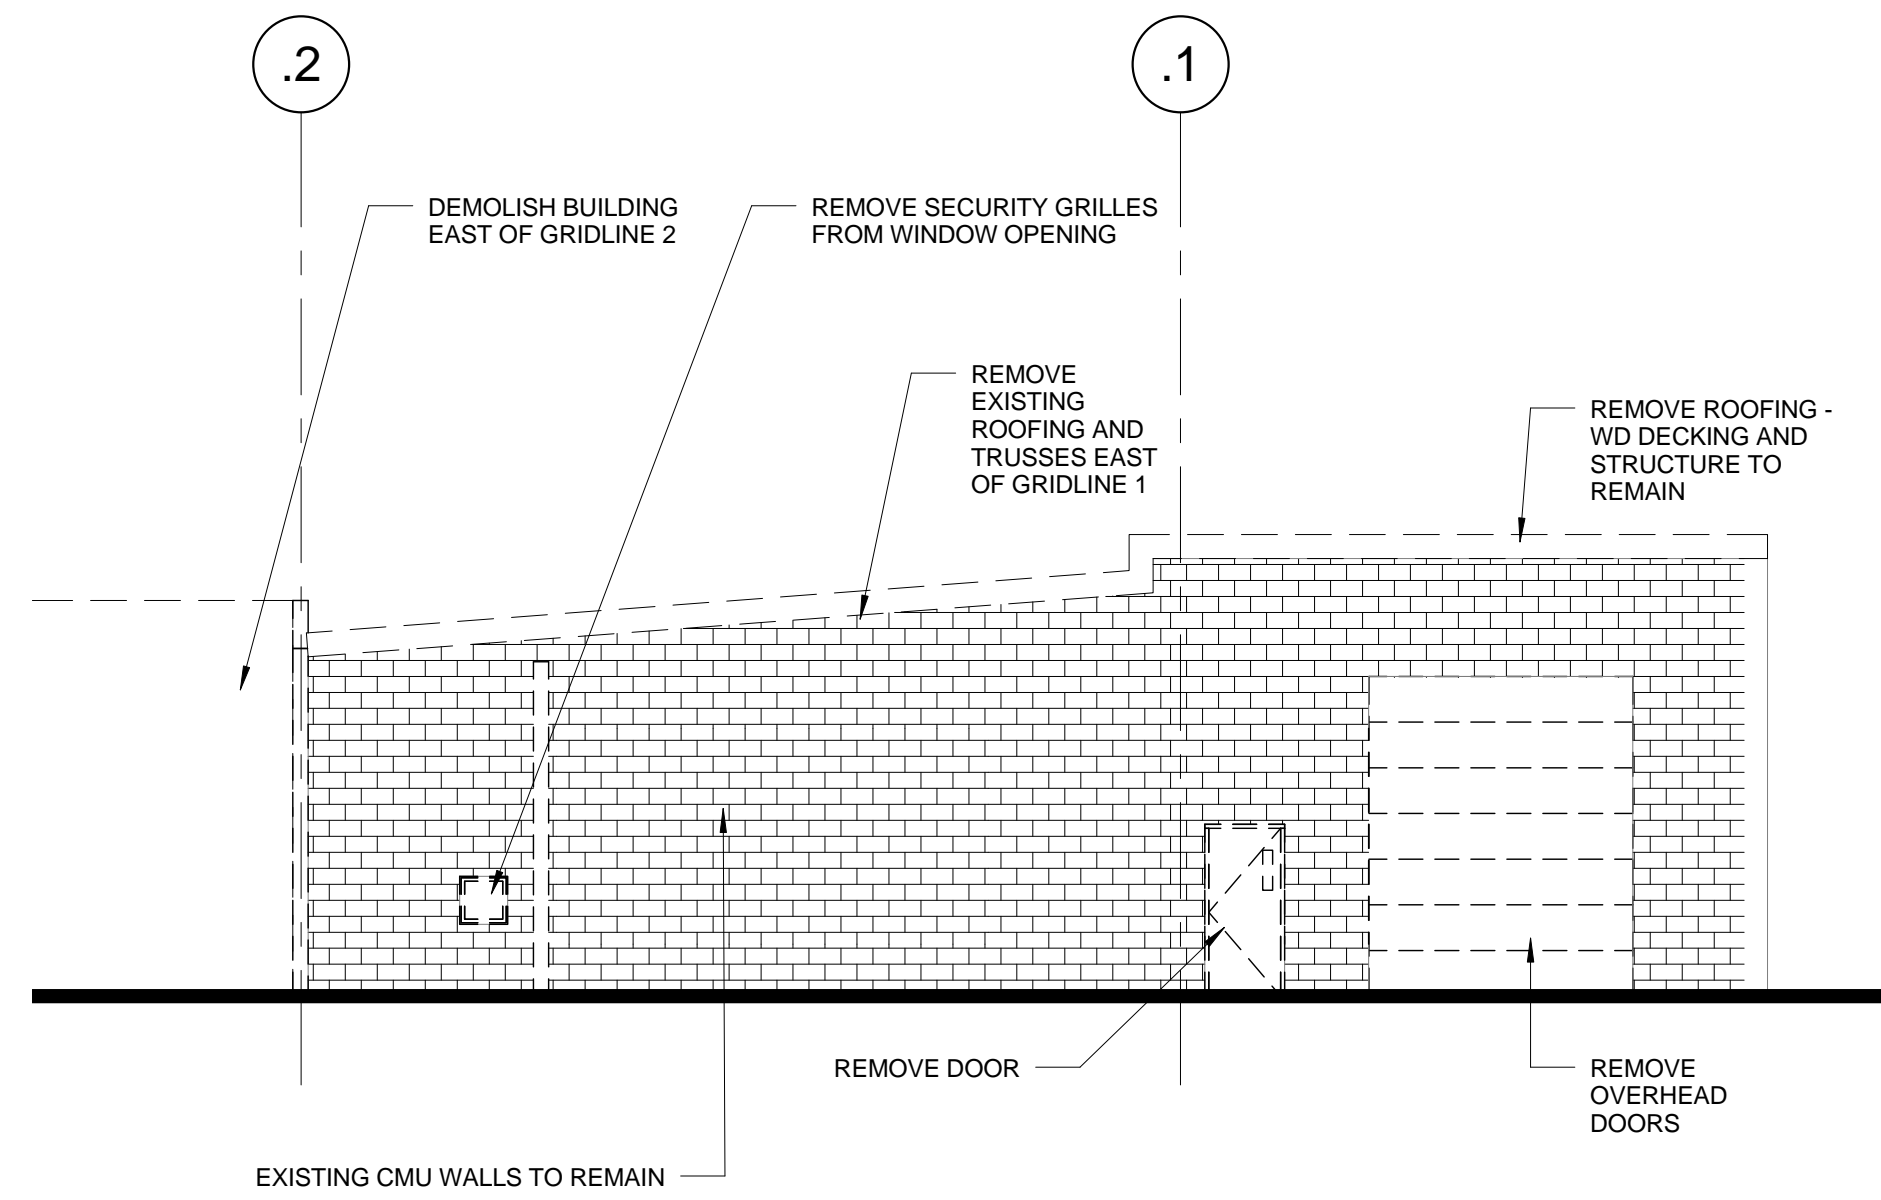 .2
.1
DEMOLISH BUILDING
EAST OF GRIDLINE 2
REMOVE SECURITY GRILLES
FROM WINDOW OPENING
REMOVE
EXISTING
ROOFING AND
TRUSSES EAST
OF GRIDLINE 1
REMOVE ROOFING -
WD DECKING AND
STRUCTURE TO
REMAIN
REMOVE DOOR
REMOVE
OVERHEAD
DOORS
EXISTING CMU WALLS TO REMAIN